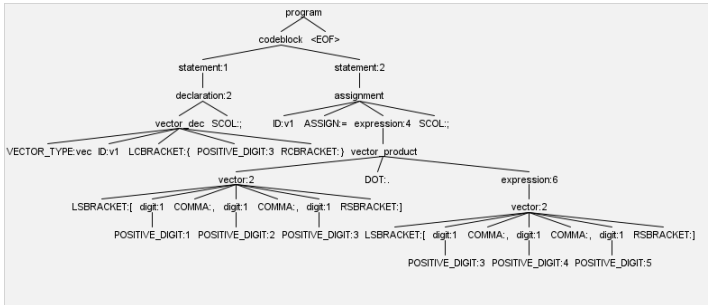 program
codeblock <EOF>
statement:1 statement:2
declaration:2 assignment
vector_dec SCOL:; ID:v1 ASSIGN:= expression:4 SCOL:;
VECTOR_TYPE:vec ID:v1 LCBRACKET:{ POSITIVE_DIGIT:3 RCBRACKET:} vector_product
vector:2 DOT:. expression:6
LSBRACKET:[ digit:1 COMMA:, digit:1 COMMA:, digit:1 RSBRACKET:] vector:2
POSITIVE_DIGIT:1 POSITIVE_DIGIT:2 POSITIVE_DIGIT:3 LSBRACKET:[ digit:1 COMMA:, digit:1 COMMA:, digit:1 RSBRACKET:]
POSITIVE_DIGIT:3 POSITIVE_DIGIT:4 POSITIVE_DIGIT:5